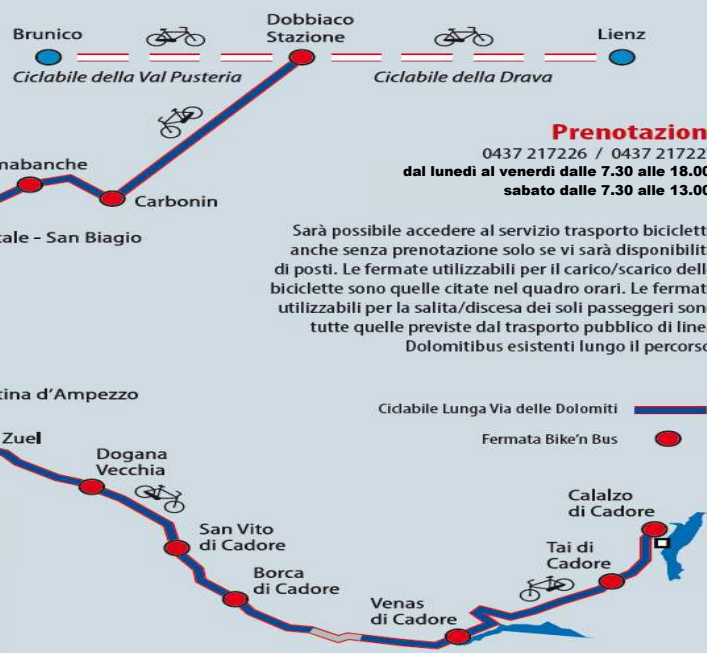 Brunico
Dobbiaco
Stazione
Lienz
Ciclabile della Val Pusteria
Ciclabile della Drava
Prenotazion
0437 217226 / 0437 21722
dal lunedì al venerdì dalle 7.30 alle 18.00
sabato dalle 7.30 alle 13.00
mabanche
Carbonin
tale - San Biagio
Sarà possibile accedere al servizio trasporto biciclett
anche senza prenotazione solo se vi sarà disponibilit
di posti. Le fermate utilizzabili per il carico/scarico dell
biciclette sono quelle citate nel quadro orari. Le fermat
utilizzabili per la salita/discesa dei soli passeggeri son
tutte quelle previste dal trasporto pubblico di line
Dolomitibus esistenti lungo il percorso
tina d'Ampezzo
Ciclabile Lunga Via delle Dolomiti
Zuel
Fermata Bike'n Bus
Dogana
Vecchia
Calalzo
di Cadore
San Vito
di Cadore
Tai di
Cadore
Borca
di Cadore
Venas
di Cadore